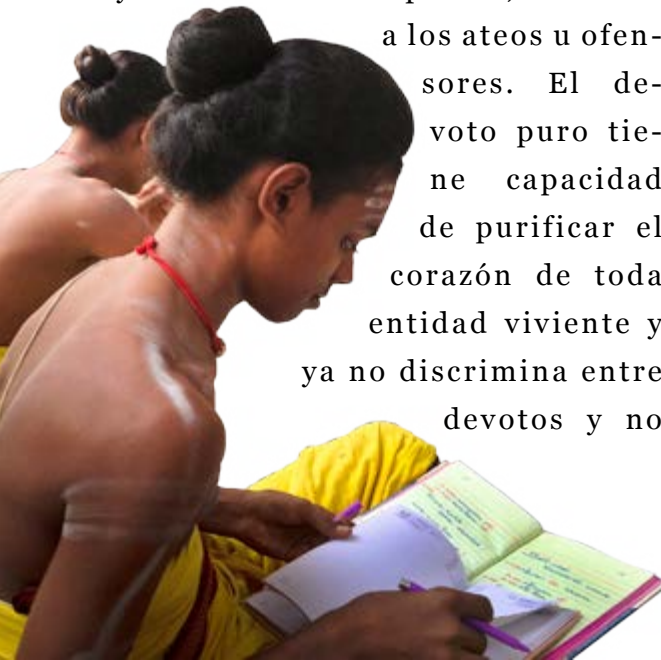 a los ateos u ofen-
sores. El de-
voto puro tie-
ne capacidad
de purificar el
corazón de toda
entidad viviente y
ya no discrimina entre
devotos y no